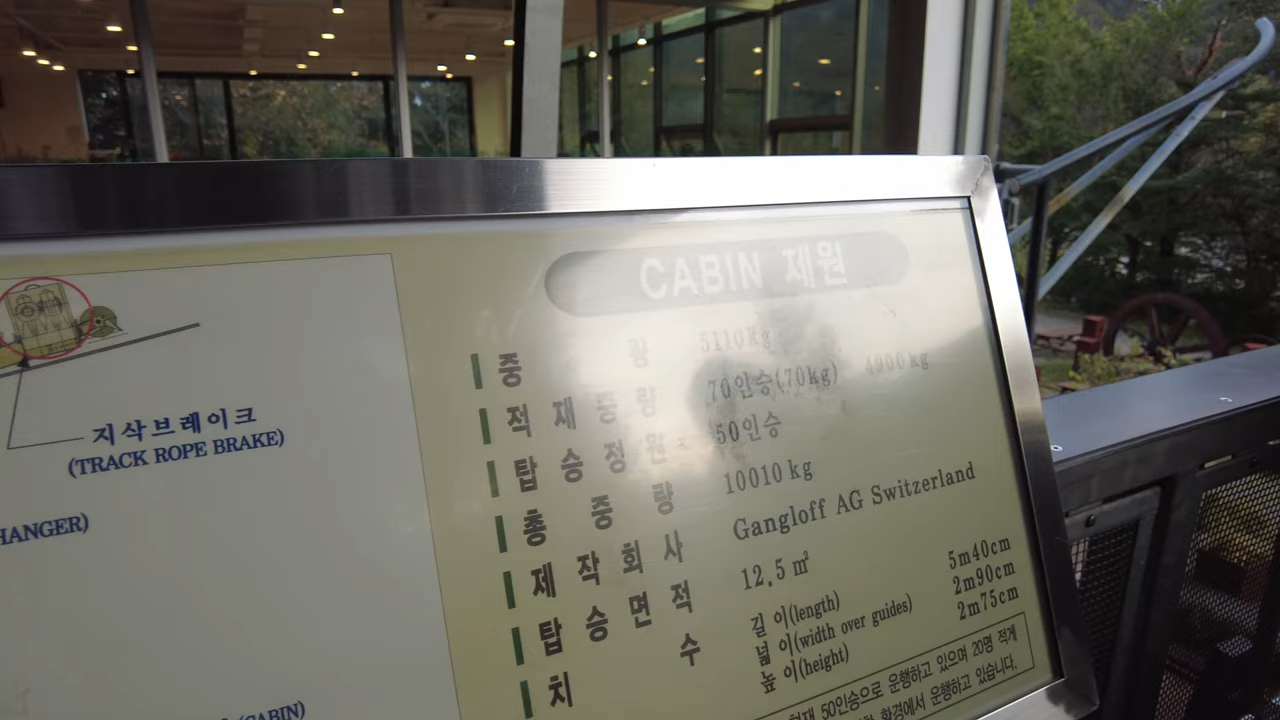 지삭브레이크
(TRACK ROPE BRAKE)
HANGER)
(CABIN)
CABIN 제원
중 량 5110kg
적재중량 70인승(70kg) 4900kg
탑승정원 50인승
총중량 10010kg
제작회사 Gangloff AG Switzerland
탑승면적 12,5㎡
치 수 길이(length) 5m40cm
넓이(width over guides) 2m90cm
높이(height) 2m75cm
50인승으로 운행하고 있으며 20명 적게
환경에서 운행하고 있습니다.